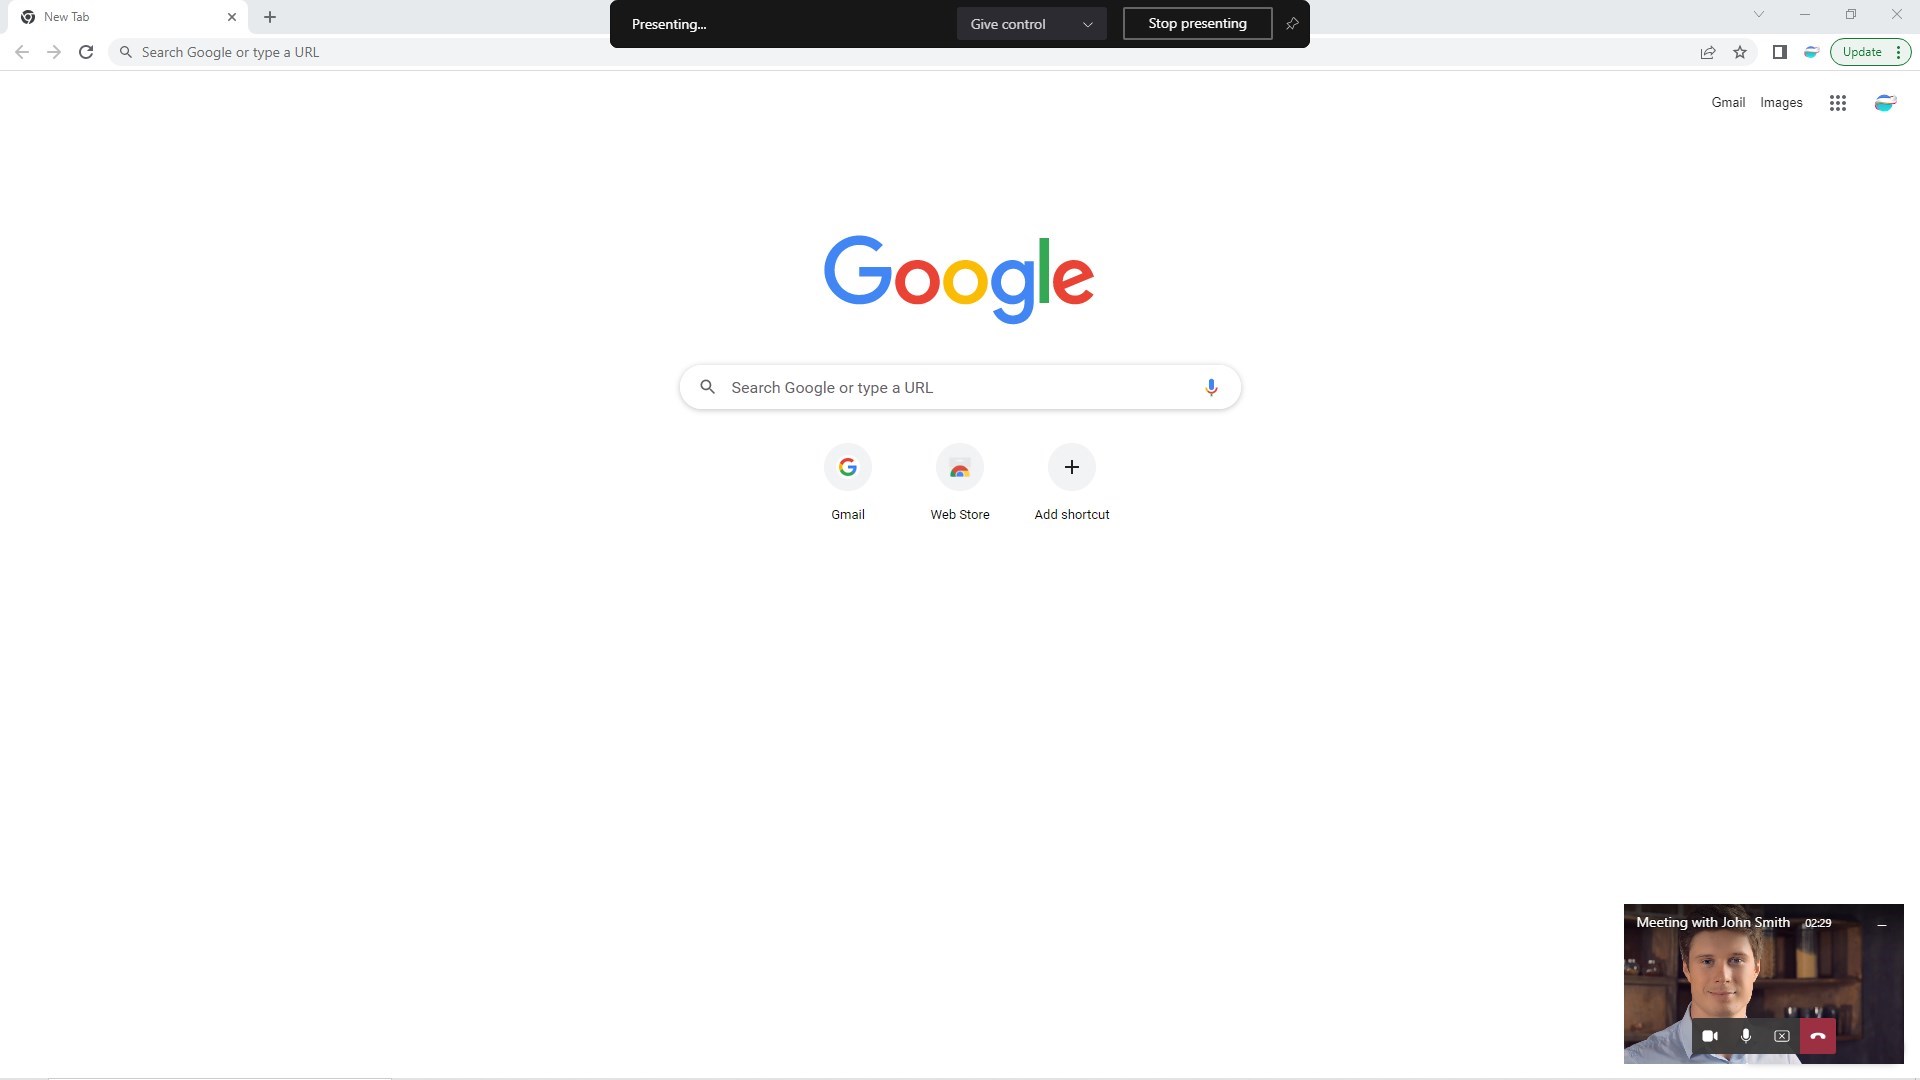 New Tab
Presenting...
Give control
Stop presenting
Search Google or type a URL
Update
Gmail
Images
Google
Search Google or type a URL
Gmail
Web Store
Add shortcut
Meeting with John Smith 02:29